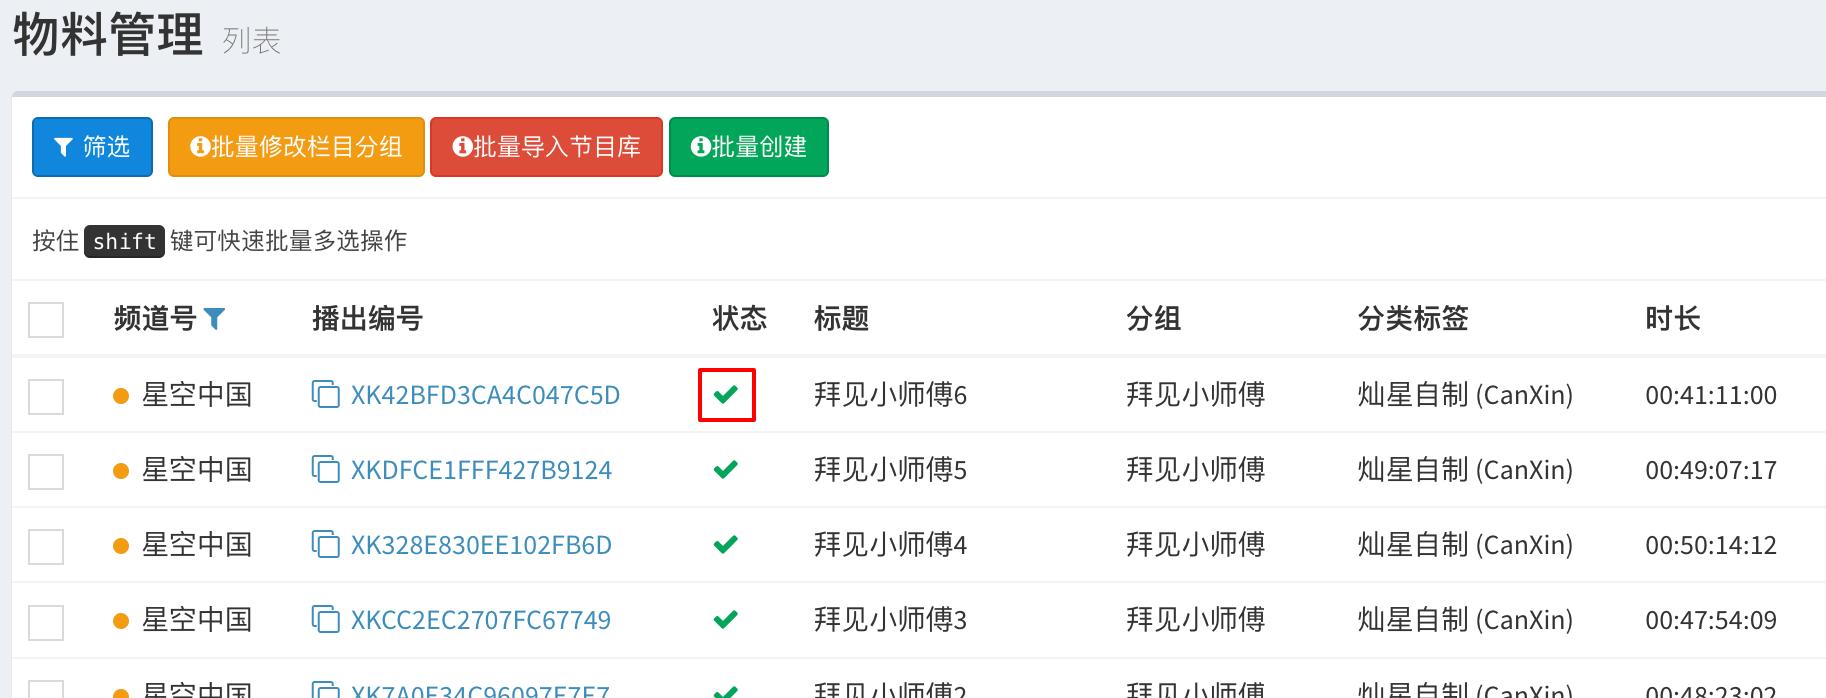 物料管理 列表
筛选 批量修改栏目分组 批量导入节目库 批量创建
按住 shift 键可快速批量多选操作
频道号 播出编号 状态 标题 分组 分类标签 时长
星空中国 XK42BFD3CA4C047C5D 拜见小师傅6 拜见小师傅 灿星自制 (CanXin) 00:41:11:00
星空中国 XKDFCE1FFF427B9124 拜见小师傅5 拜见小师傅 灿星自制 (CanXin) 00:49:07:17
星空中国 XK328E830EE102FB6D 拜见小师傅4 拜见小师傅 灿星自制 (CanXin) 00:50:14:12
星空中国 XKCC2EC2707FC67749 拜见小师傅3 拜见小师傅 灿星自制 (CanXin) 00:47:54:09
星空中国 拜见小师傅2 拜见小师傅 灿星自制 (CanXin) 00:48:23:02